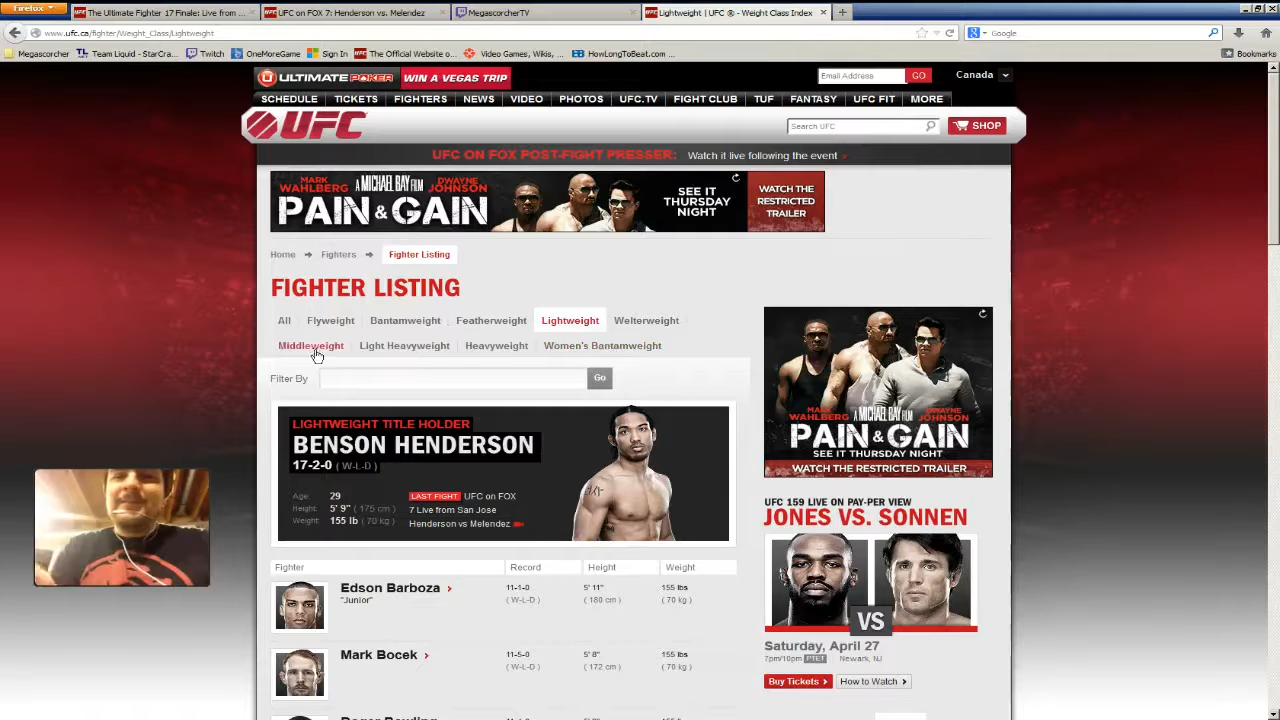 Firefox
The Ultimate Fighter 17 Finale: Live from ...
UFC on FOX 7: Henderson vs. Melendez
MegascorcherTV
Lightweight | UFC ® - Weight Class Index
www.ufc.ca/fighter/Weight_Class/Lightweight
Google
Megascorcher
Team Liquid - StarCra...
Twitch
OneMoreGame
Sign In
The Official Website o...
Video Games, Wikis, ...
HowLongToBeat.com ...
Bookmarks
ULTIMATE POKER WIN A VEGAS TRIP
Email Address GO
Canada
SCHEDULE TICKETS FIGHTERS NEWS VIDEO PHOTOS UFC.TV FIGHT CLUB TUF FANTASY UFC FIT MORE
UFC
Search UFC
SHOP
UFC ON FOX POST-FIGHT PRESSER: Watch it live following the event
MARK WAHLBERG A MICHAEL BAY FILM DWAYNE JOHNSON
PAIN & GAIN
SEE IT THURSDAY NIGHT
WATCH THE RESTRICTED TRAILER
Home Fighters Fighter Listing
FIGHTER LISTING
All Flyweight Bantamweight Featherweight Lightweight Welterweight
Middleweight Light Heavyweight Heavyweight Women's Bantamweight
Filter By Go
LIGHTWEIGHT TITLE HOLDER
BENSON HENDERSON
17-2-0 ( W-L-D )
Age: 29
Height: 5' 9" ( 175 cm )
Weight: 155 lb ( 70 kg )
LAST FIGHT UFC on FOX
7 Live from San Jose
Henderson vs Melendez
Fighter Record Height Weight
Edson Barboza 11-1-0 5' 11" 155 lbs
"Junior" ( W-L-D ) ( 180 cm ) ( 70 kg )
Mark Bocek 11-5-0 5' 8" 155 lbs
( W-L-D ) ( 172 cm ) ( 70 kg )
MARK WAHLBERG A MICHAEL BAY FILM DWAYNE JOHNSON
PAIN & GAIN
SEE IT THURSDAY NIGHT
WATCH THE RESTRICTED TRAILER
UFC 159 LIVE ON PAY-PER VIEW
JONES VS. SONNEN
VS
Saturday, April 27
7pm/10pm ETPT Newark, NJ
Buy Tickets
How to Watch